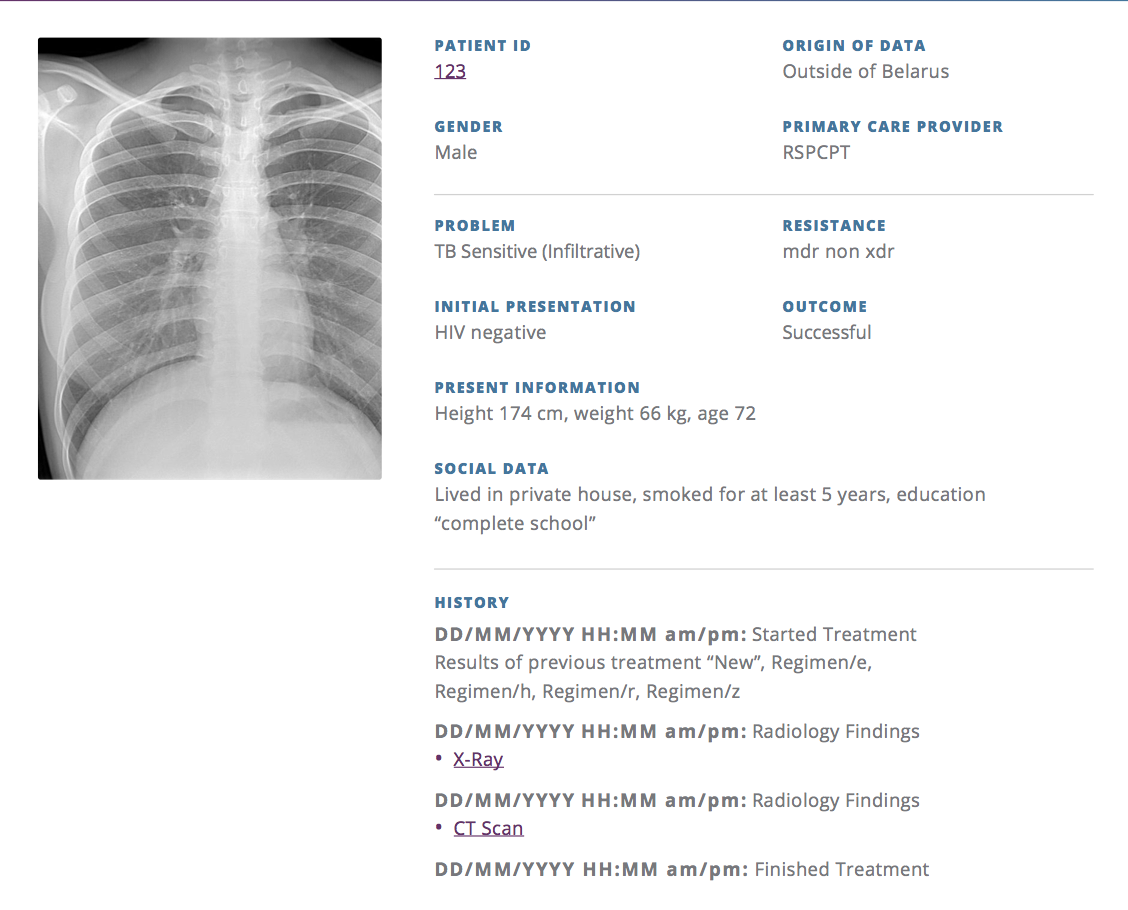 PATIENT ID
123
ORIGIN OF DATA
Outside of Belarus
GENDER
Male
PRIMARY CARE PROVIDER
RSPCPT
PROBLEM
TB Sensitive (Infiltrative)
RESISTANCE
mdr non xdr
INITIAL PRESENTATION
HIV negative
OUTCOME
Successful
PRESENT INFORMATION
Height 174 cm, weight 66 kg, age 72
SOCIAL DATA
Lived in private house, smoked for at least 5 years, education
“complete school”
HISTORY
DD/MM/YYYY HH:MM am/pm: Started Treatment
Results of previous treatment “New”, Regimen/e,
Regimen/h, Regimen/r, Regimen/z
DD/MM/YYYY HH:MM am/pm: Radiology Findings
• X-Ray
DD/MM/YYYY HH:MM am/pm: Radiology Findings
• CT Scan
DD/MM/YYYY HH:MM am/pm: Finished Treatment